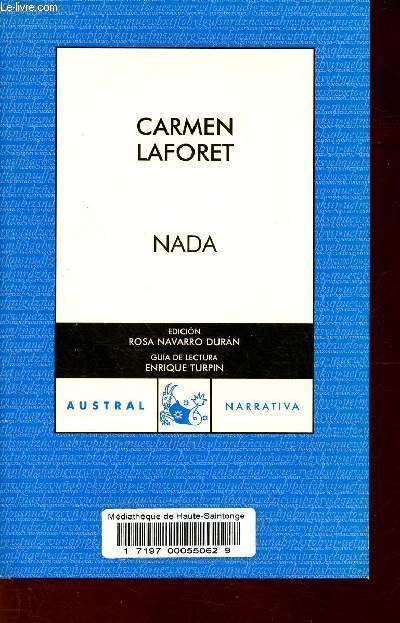 © Le-livre.com
CARMEN
LAFORET
NADA
EDICIÓN
ROSA NAVARRO DURÁN
GUÍA DE LECTURA
ENRIQUE TURPIN
AUSTRAL NARRATIVA
Médiathèque de Haute-Saintonge
1 7197 00055062 9